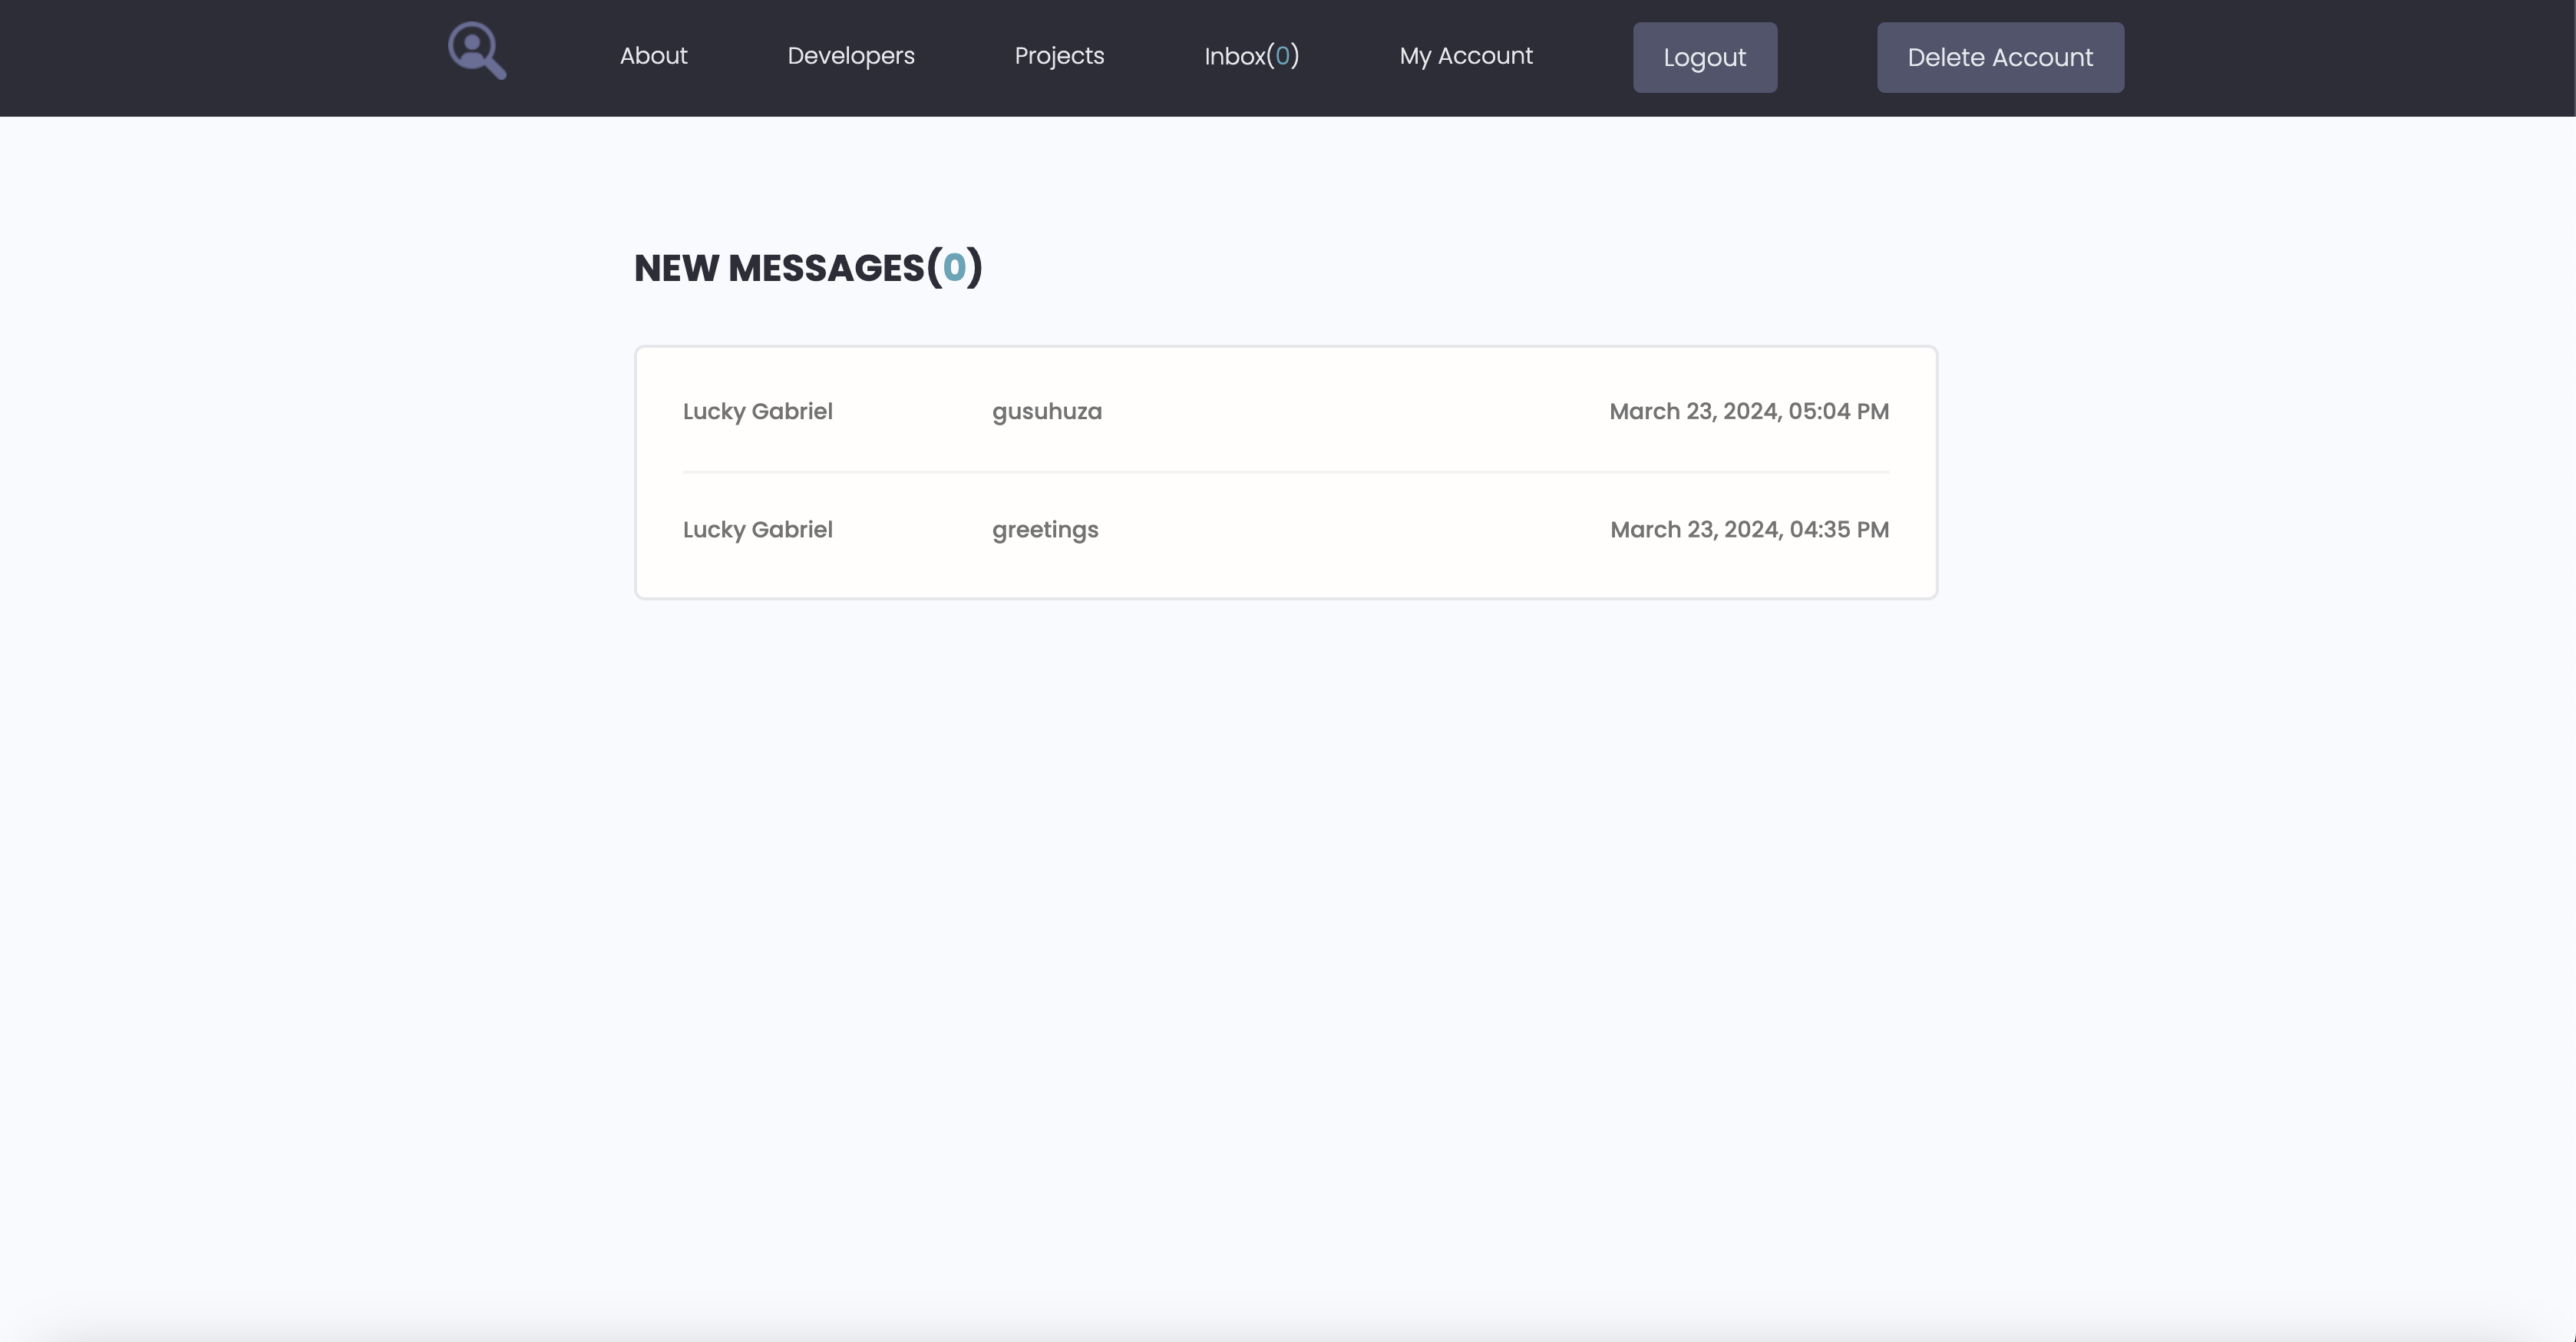 About Developers Projects Inbox(0) My Account Logout Delete Account
NEW MESSAGES(0)
Lucky Gabriel gusuhuza March 23, 2024, 05:04 PM
Lucky Gabriel greetings March 23, 2024, 04:35 PM